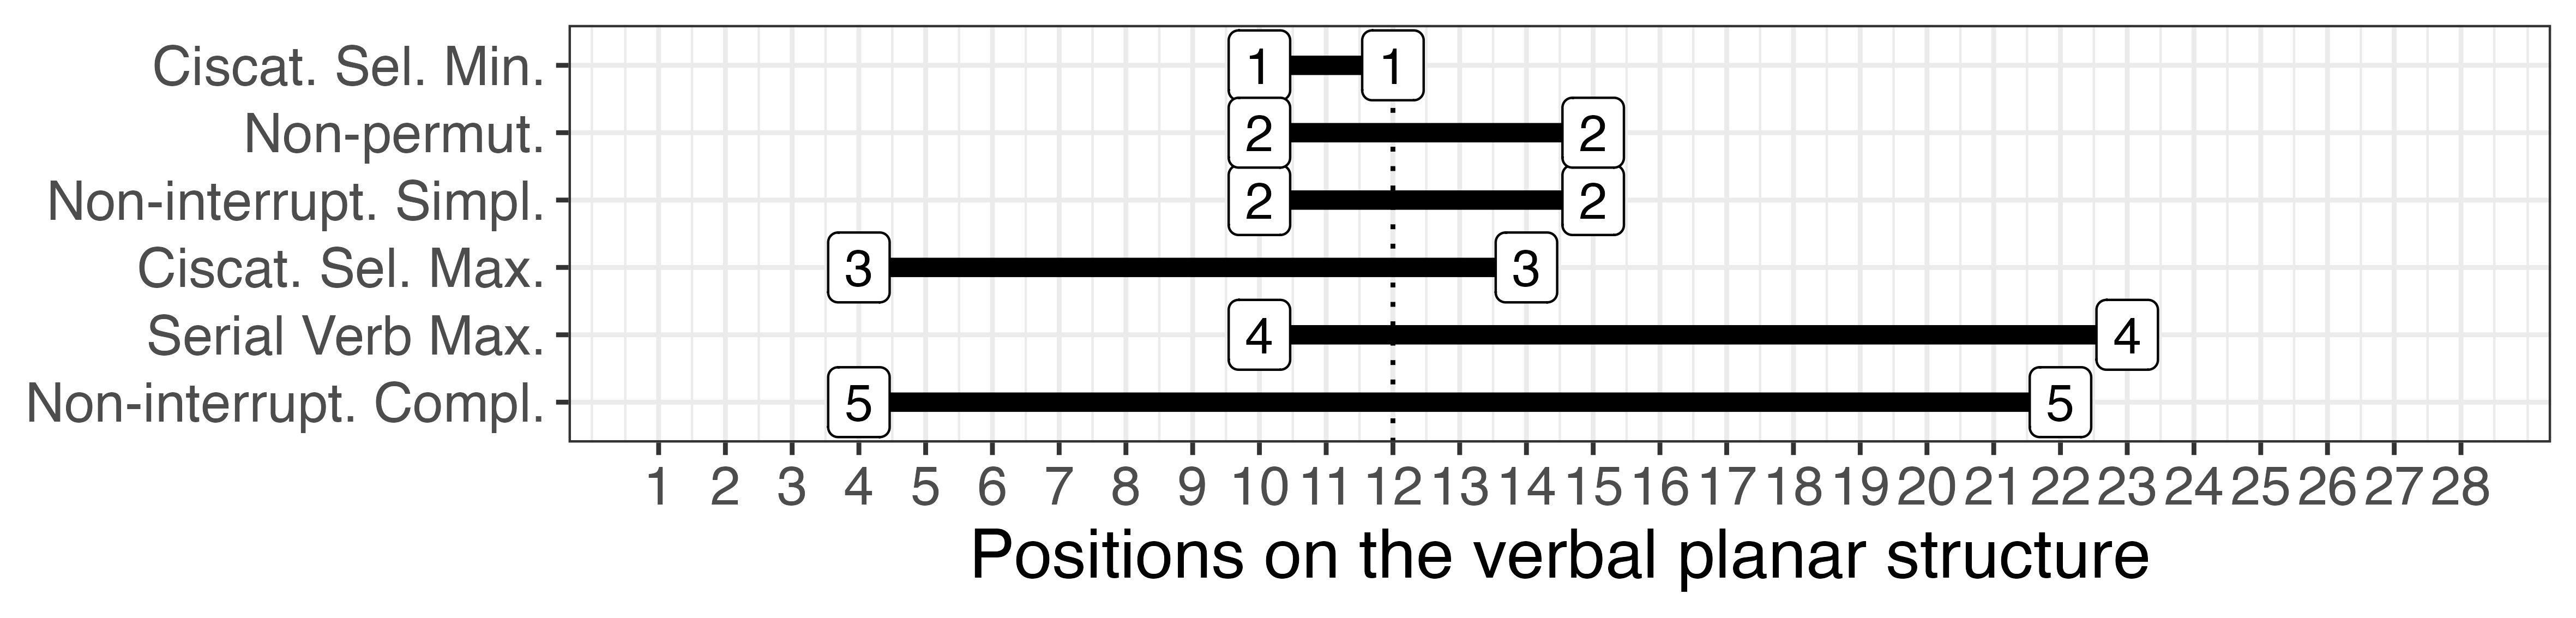 Ciscat. Sel. Min. 1 1
Non-permut. 2 2
Non-interrupt. Simpl. 2 2
Ciscat. Sel. Max. 3 3
Serial Verb Max. 4 4
Non-interrupt. Compl. 5 5
1 2 3 4 5 6 7 8 9 10 11 12 13 14 15 16 17 18 19 20 21 22 23 24 25 26 27 28
Positions on the verbal planar structure